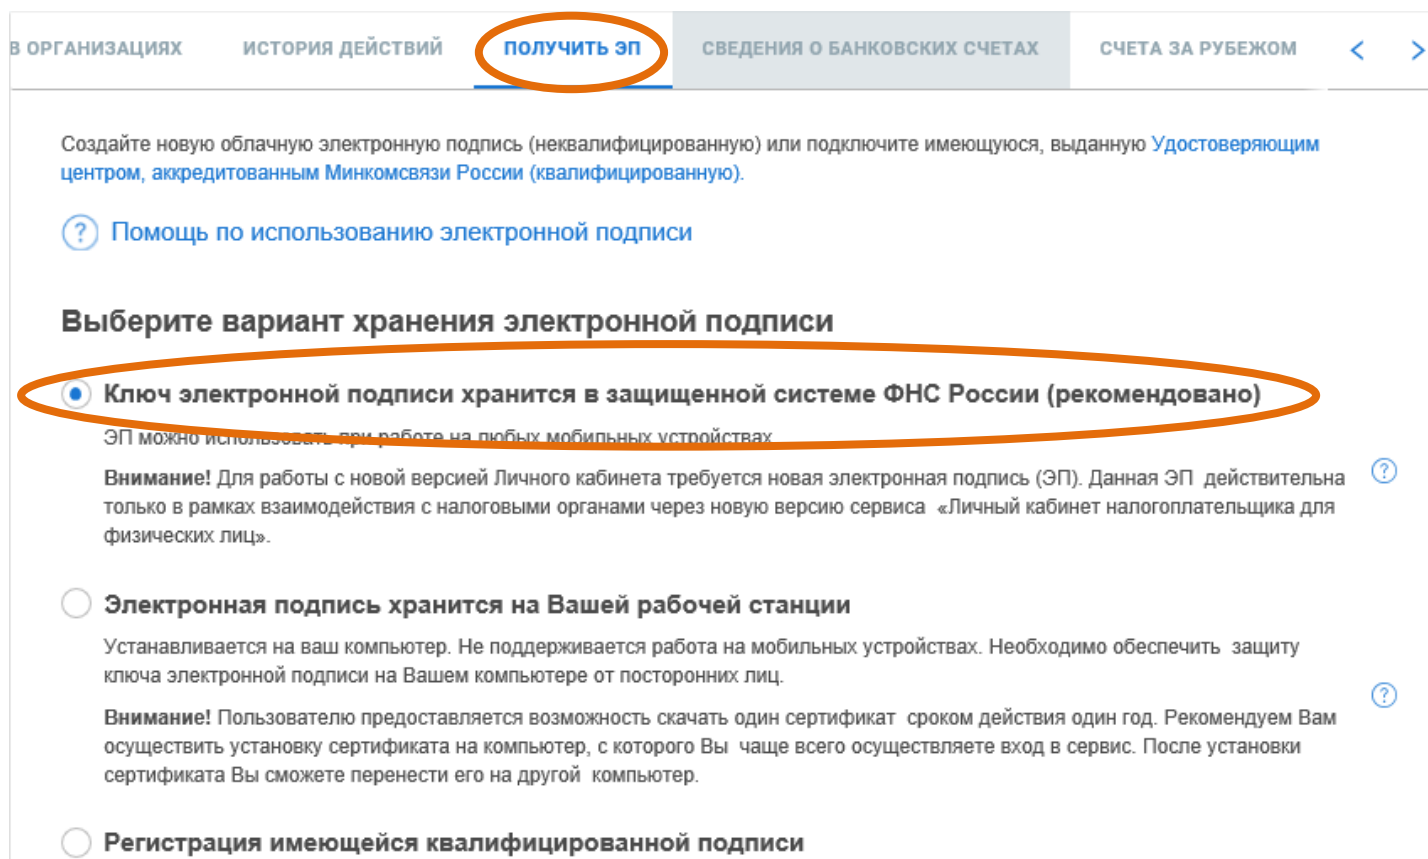 В ОРГАНИЗАЦИЯХ ИСТОРИЯ ДЕЙСТВИЙ ПОЛУЧИТЬ ЭП СВЕДЕНИЯ О БАНКОВСКИХ СЧЕТАХ СЧЕТА ЗА РУБЕЖОМ < >
Создайте новую облачную электронную подпись (неквалифицированную) или подключите имеющуюся, выданную Удостоверяющим
центром, аккредитованным Минкомсвязи России (квалифицированную).
? Помощь по использованию электронной подписи
Выберите вариант хранения электронной подписи
Ключ электронной подписи хранится в защищенной системе ФНС России (рекомендовано)
ЭП можно использовать при работе на любых мобильных устройствах
Внимание! Для работы с новой версией Личного кабинета требуется новая электронная подпись (ЭП). Данная ЭП действительна ?
только в рамках взаимодействия с налоговыми органами через новую версию сервиса «Личный кабинет налогоплательщика для
физических лиц».
Электронная подпись хранится на Вашей рабочей станции
Устанавливается на ваш компьютер. Не поддерживается работа на мобильных устройствах. Необходимо обеспечить защиту
ключа электронной подписи на Вашем компьютере от посторонних лиц.
?
Внимание! Пользователю предоставляется возможность скачать один сертификат сроком действия один год. Рекомендуем Вам
осуществить установку сертификата на компьютер, с которого Вы чаще всего осуществляете вход в сервис. После установки
сертификата Вы сможете перенести его на другой компьютер.
Регистрация имеющейся квалифицированной подписи